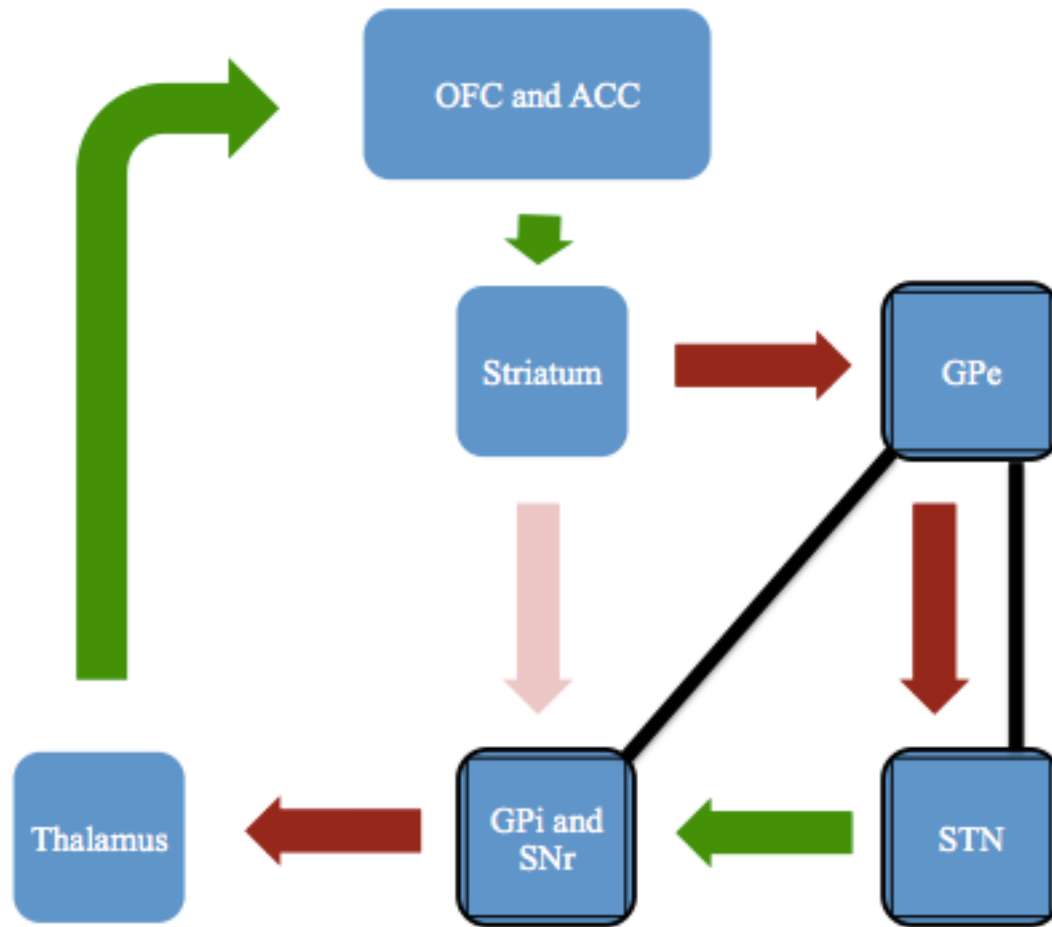 OFC and ACC
Striatum
GPe
Thalamus
GPi and
SNr
STN